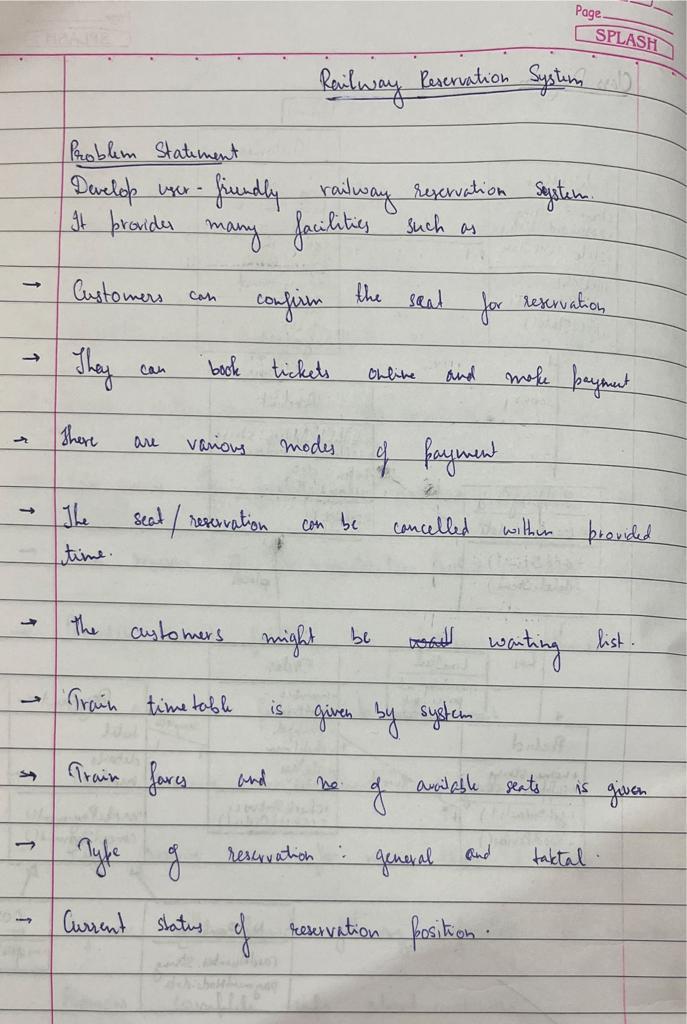 Page
SPLASH
Railway Reservation System
Problem Statement
Develop user-friendly railway reservation system.
It provides many facilities such as
→ Customers can confirm the seat for reservation
→ They can book tickets online and make payment
→ There are various modes of payment
→ The seat/reservation can be cancelled within provided
time.
→ The customers might be waiting list.
→ Train timetable is given by system
→ Train fares and no. of available seats is given
→ Type of reservation: general and taktal.
→ Current status of reservation position.